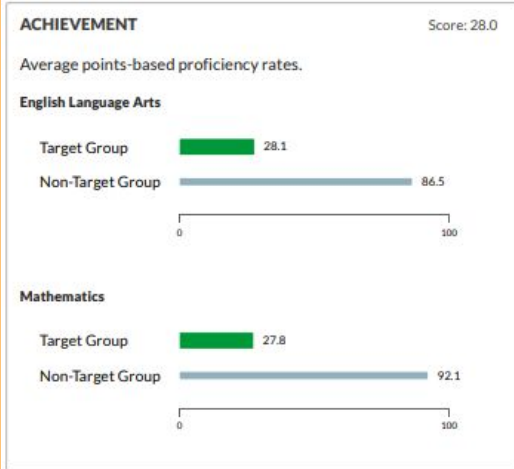 ACHIEVEMENT Score: 28.0
Average points-based proficiency rates.
English Language Arts
Target Group 28.1
Non-Target Group 86.5
0 100
Mathematics
Target Group 27.8
Non-Target Group 92.1
0 100